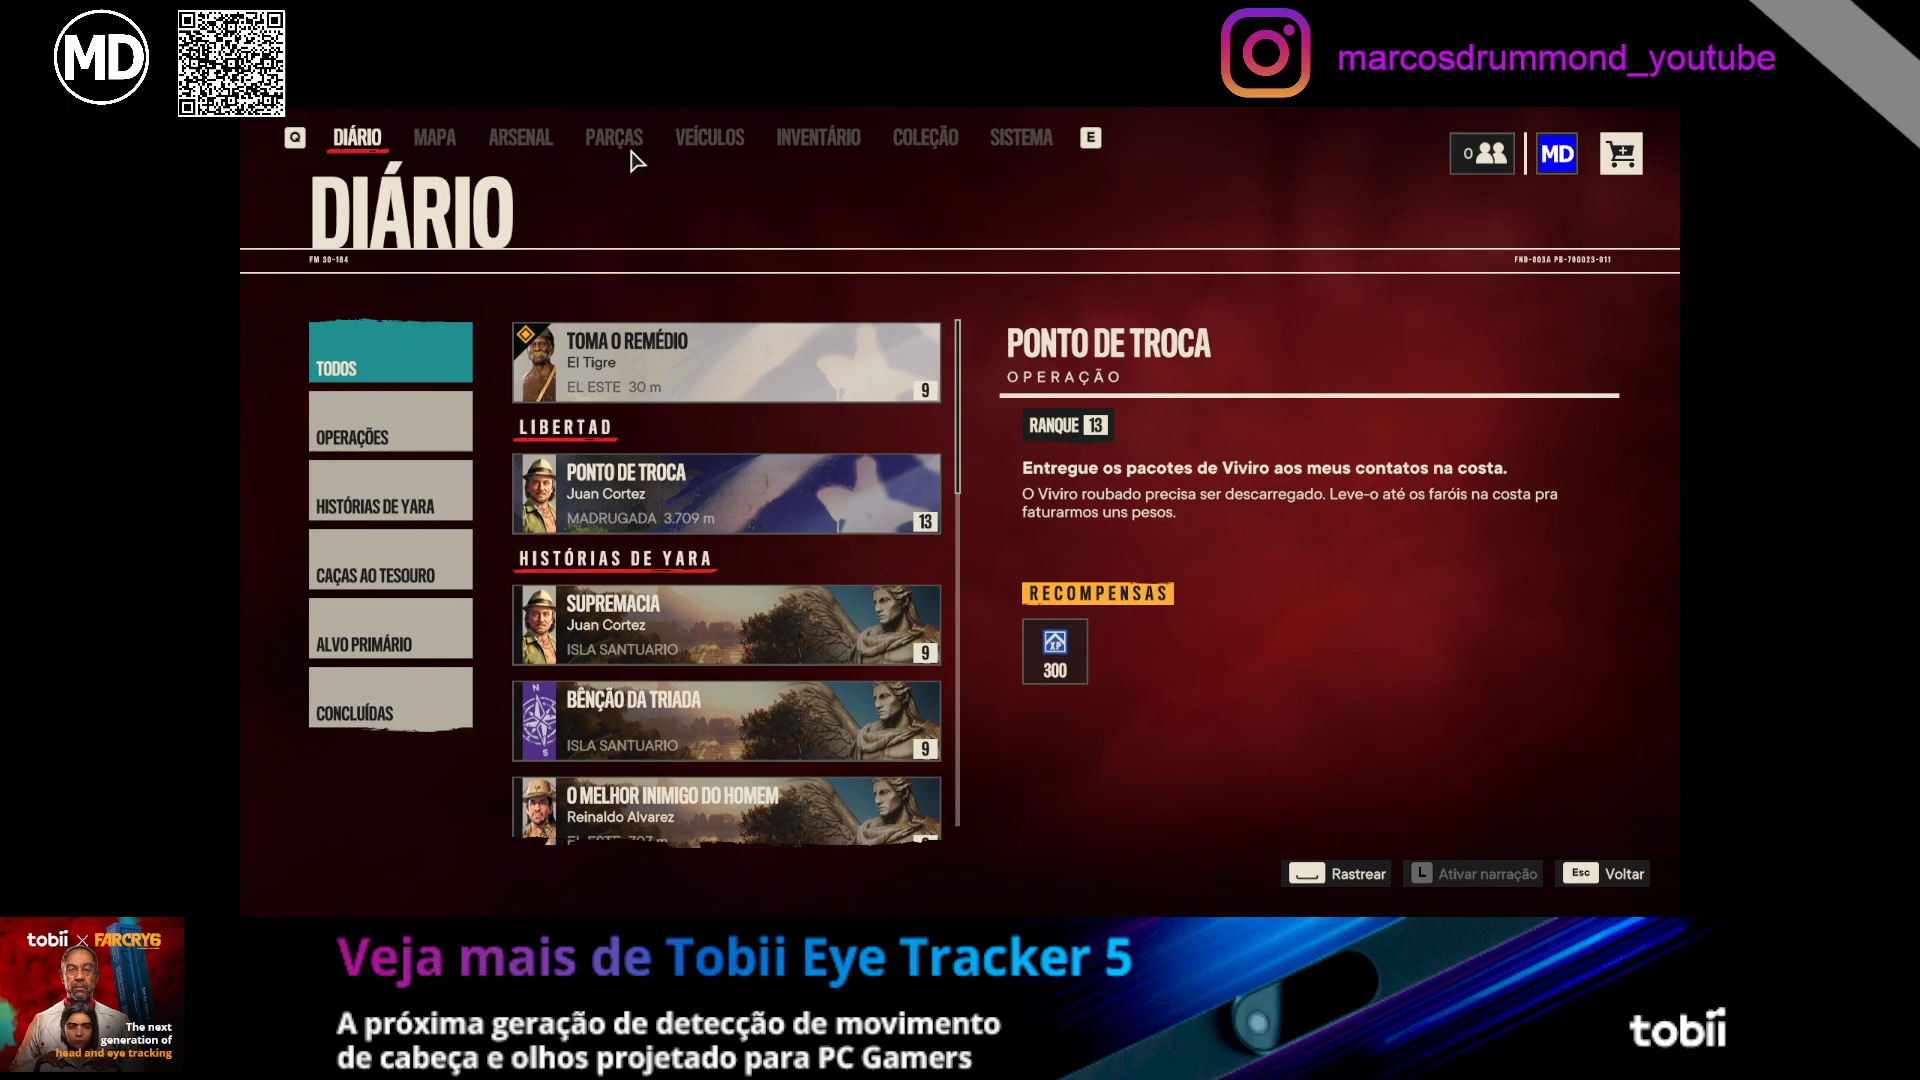 MD
marcosdrummond_youtube
Q DIÁRIO MAPA ARSENAL PARÇAS VEÍCULOS INVENTÁRIO COLEÇÃO SISTEMA E
0
MD
DIÁRIO
FM 30-184
FND-003A PB-79G023-011
TODOS
OPERAÇÕES
HISTÓRIAS DE YARA
CAÇAS AO TESOURO
ALVO PRIMÁRIO
CONCLUÍDAS
TOMA O REMÉDIO
El Tigre
EL ESTE 30 m
9
LIBERTAD
PONTO DE TROCA
Juan Cortez
MADRUGADA 3.709 m
13
HISTÓRIAS DE YARA
SUPREMACIA
Juan Cortez
ISLA SANTUARIO
9
N
S
BÊNÇÃO DA TRIADA
ISLA SANTUARIO
9
O MELHOR INIMIGO DO HOMEM
Reinaldo Alvarez
PONTO DE TROCA
OPERAÇÃO
RANQUE 13
Entregue os pacotes de Viviro aos meus contatos na costa.
O Viviro roubado precisa ser descarregado. Leve-o até os faróis na costa pra
faturarmos uns pesos.
RECOMPENSAS
XP
300
Rastrear
L Ativar narração
Esc Voltar
tobii X FARCRY6
The next
generation of
head and eye tracking
Veja mais de Tobii Eye Tracker 5
A próxima geração de detecção de movimento
de cabeça e olhos projetado para PC Gamers
tobii